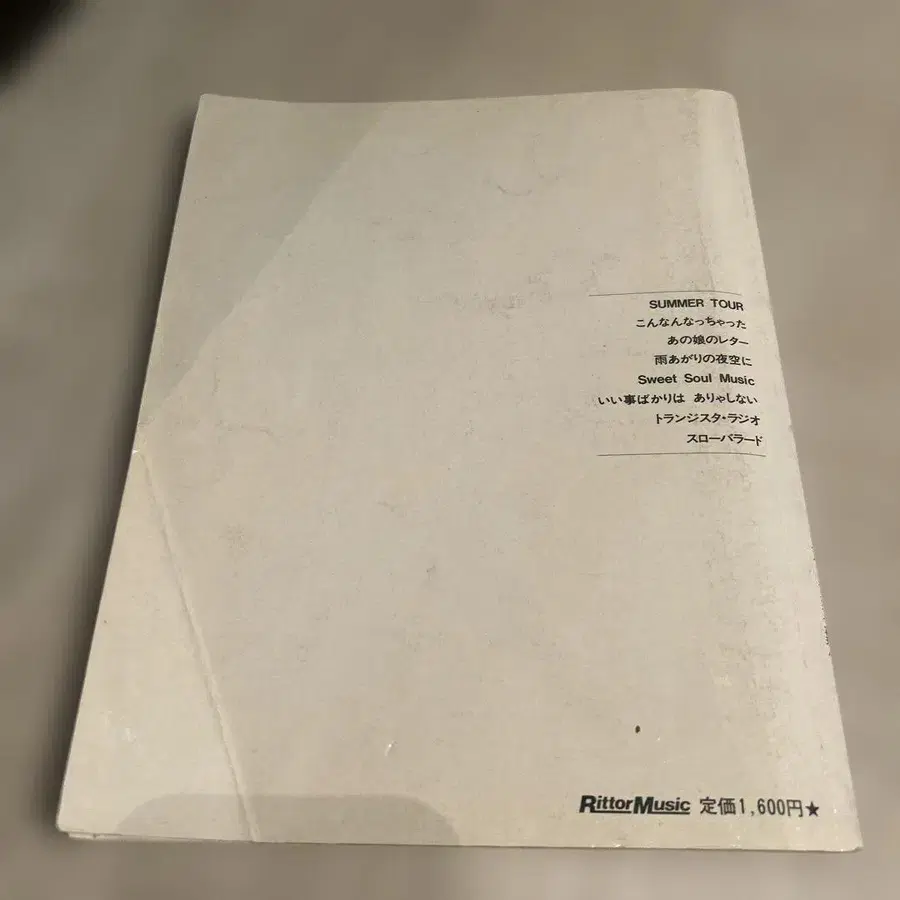 SUMMER TOUR
こんなんなっちゃった
あの娘のレター
雨あがりの夜空に
Sweet Soul Music
いい事ばかりは ありゃしない
トランジスタ・ラジオ
スローバラード
RittorMusic 定価1,600円★